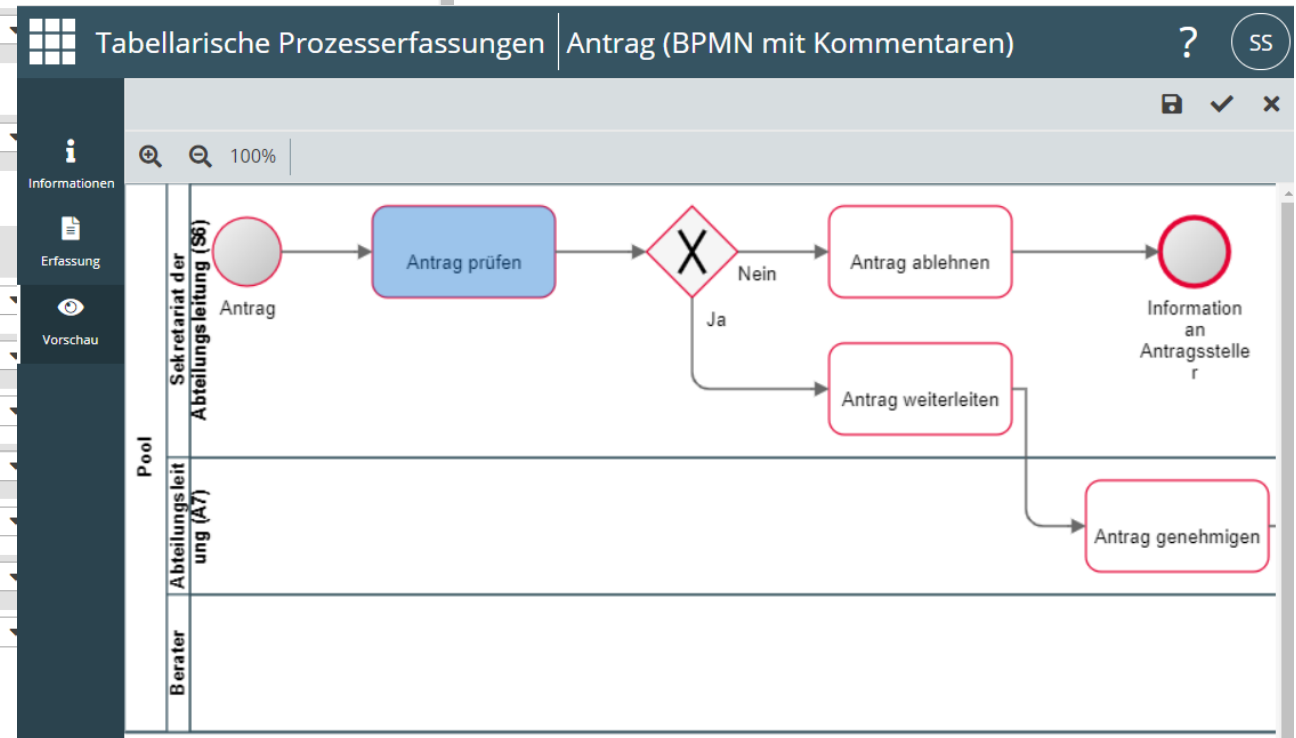 Tabellarische Prozesserfassungen Antrag (BPMN mit Kommentaren) ? SS
Informationen
Erfassung
Vorschau
100%
Pool
Sekretariat der
Abteilungsleitung (S6)
Antrag
Antrag prüfen
X
Nein
Ja
Antrag ablehnen
Information
an
Antragsstelle
r
Antrag weiterleiten
Abteilungsleit
ung (A7)
Antrag genehmigen
Berater